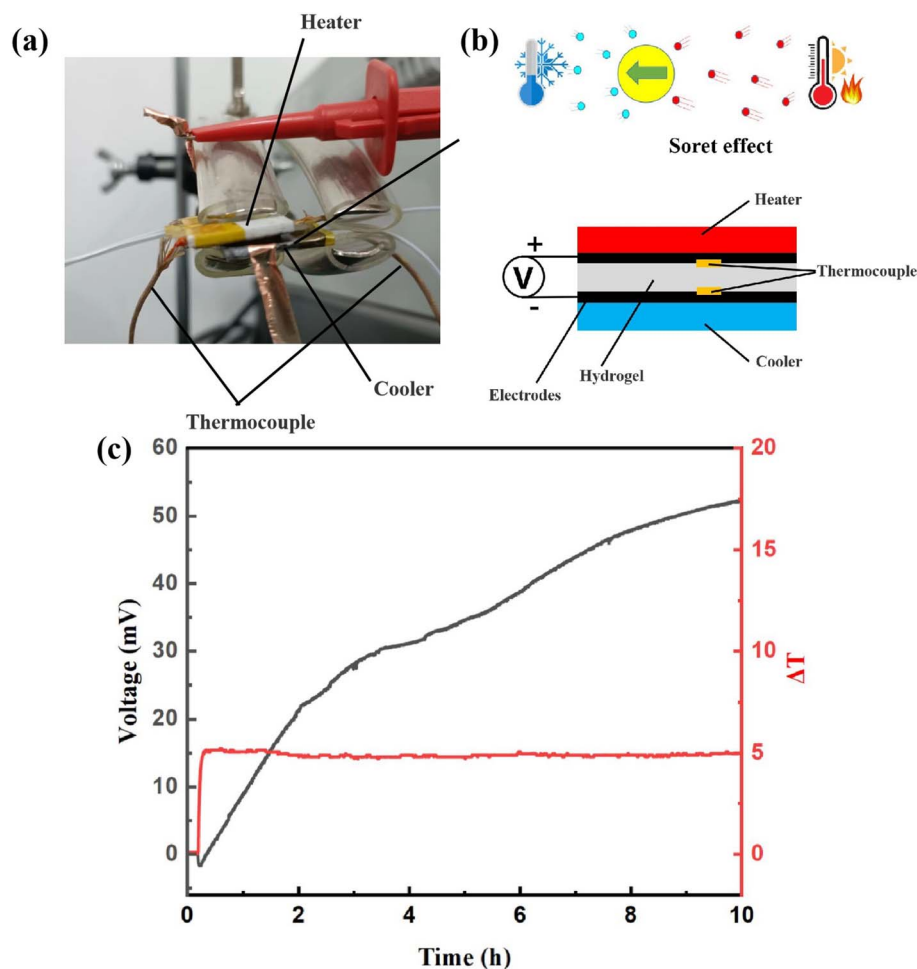 (a)
Heater
Cooler
Thermocouple
(b)
Soret effect
Heater
+
V
-
Thermocouple
Cooler
Hydrogel
Electrodes
(c)
60
50
40
30
20
10
0
Voltage (mV)
20
15
10
5
0
ΔT
0 2 4 6 8 10
Time (h)